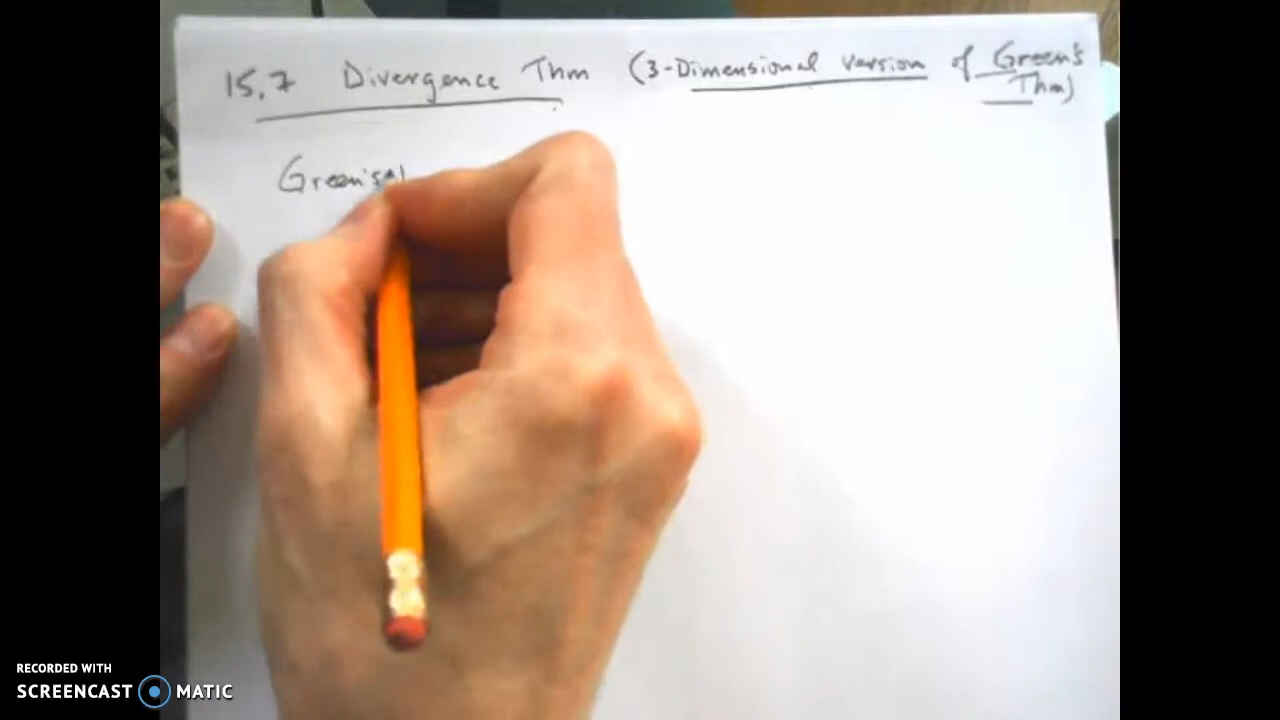 15.7 Divergence Thm (3-Dimensional version of Green's
Thm)
Green's
RECORDED WITH
SCREENCAST MATIC